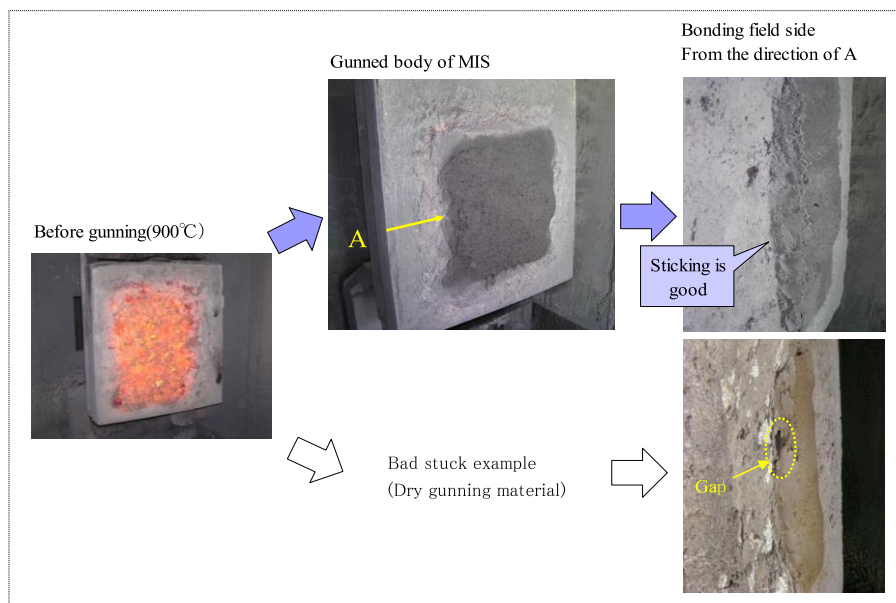 Bonding field side
From the direction of A
Gunned body of MIS
Before gunning(900℃)
A
Sticking is
good
Bad stuck example
(Dry gunning material)
Gap